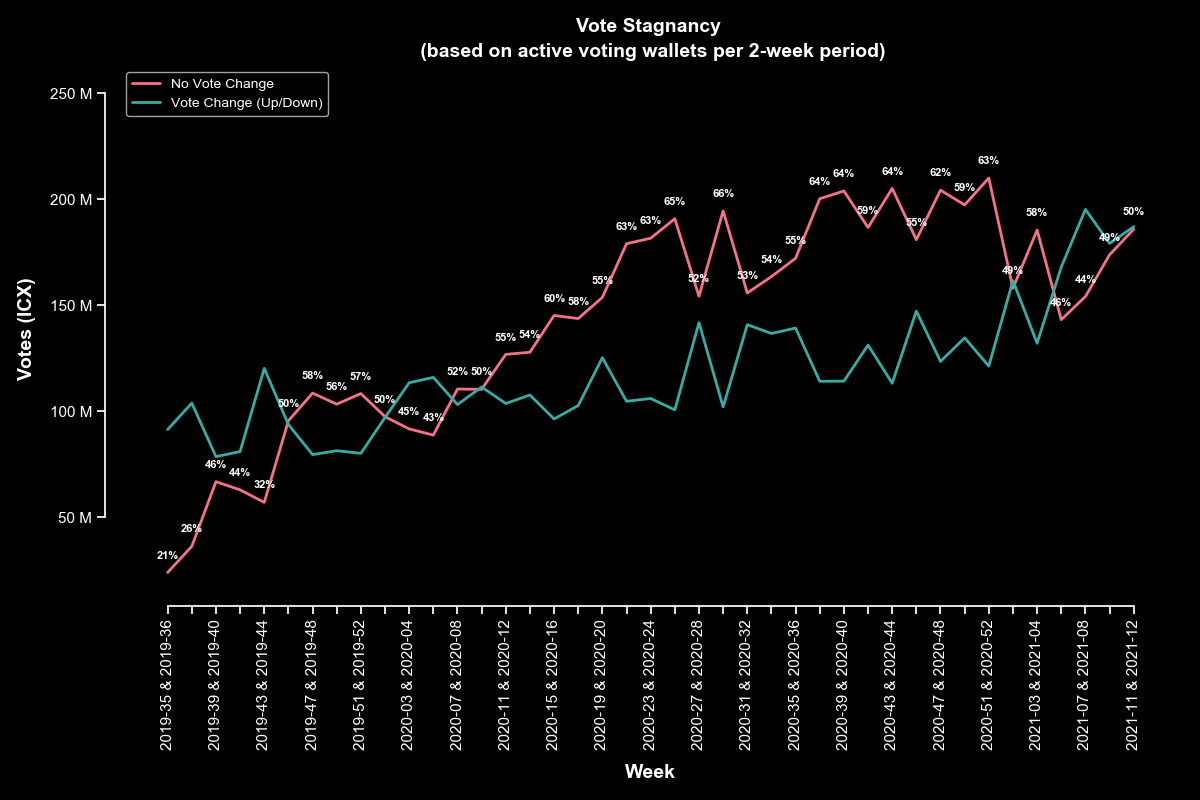 Vote Stagnancy
(based on active voting wallets per 2-week period)
No Vote Change
Vote Change (Up/Down)
Votes (ICX)
250 M
200 M
150 M
100 M
50 M
21%
26%
46%
44%
32%
50%
58%
56%
57%
50%
45%
43%
52%
50%
55%
54%
60%
58%
55%
63%
63%
65%
52%
66%
53%
54%
55%
64%
64%
59%
64%
55%
62%
59%
63%
49%
58%
46%
44%
49%
50%
2019-35 & 2019-36
2019-39 & 2019-40
2019-43 & 2019-44
2019-47 & 2019-48
2019-51 & 2019-52
2020-03 & 2020-04
2020-07 & 2020-08
2020-11 & 2020-12
2020-15 & 2020-16
2020-19 & 2020-20
2020-23 & 2020-24
2020-27 & 2020-28
2020-31 & 2020-32
2020-35 & 2020-36
2020-39 & 2020-40
2020-43 & 2020-44
2020-47 & 2020-48
2020-51 & 2020-52
2021-03 & 2021-04
2021-07 & 2021-08
2021-11 & 2021-12
Week